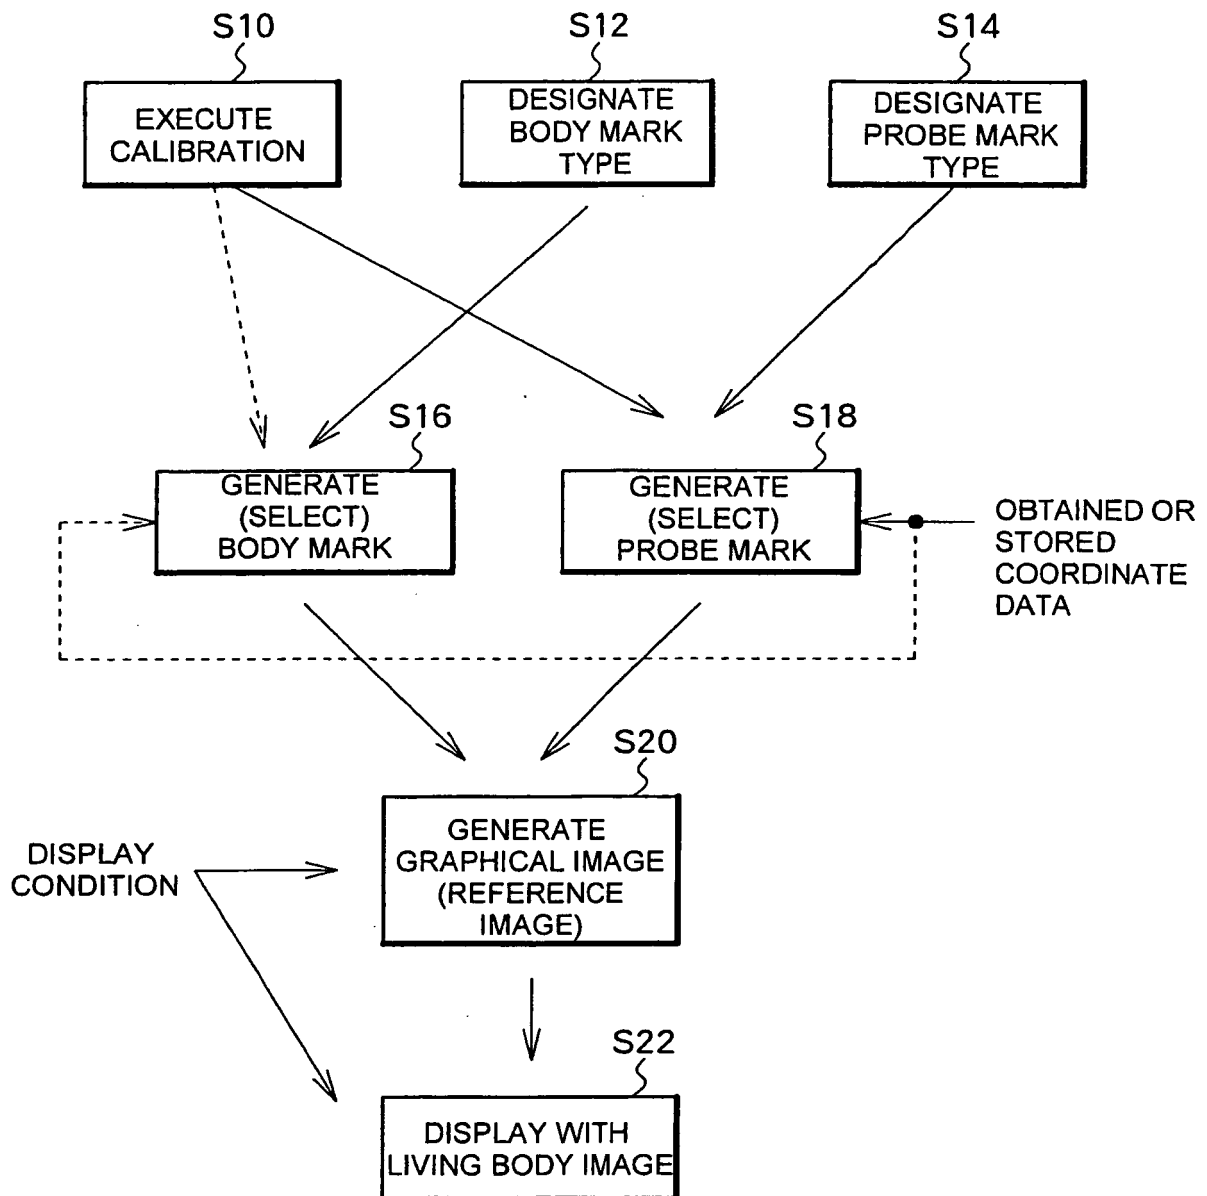 S10
S12
S14
EXECUTE
CALIBRATION
DESIGNATE
BODY MARK
TYPE
DESIGNATE
PROBE MARK
TYPE
S16
S18
GENERATE
(SELECT)
BODY MARK
GENERATE
(SELECT)
PROBE MARK
OBTAINED OR
STORED
COORDINATE
DATA
S20
GENERATE
GRAPHICAL IMAGE
(REFERENCE
IMAGE)
DISPLAY
CONDITION
S22
DISPLAY WITH
LIVING BODY IMAGE